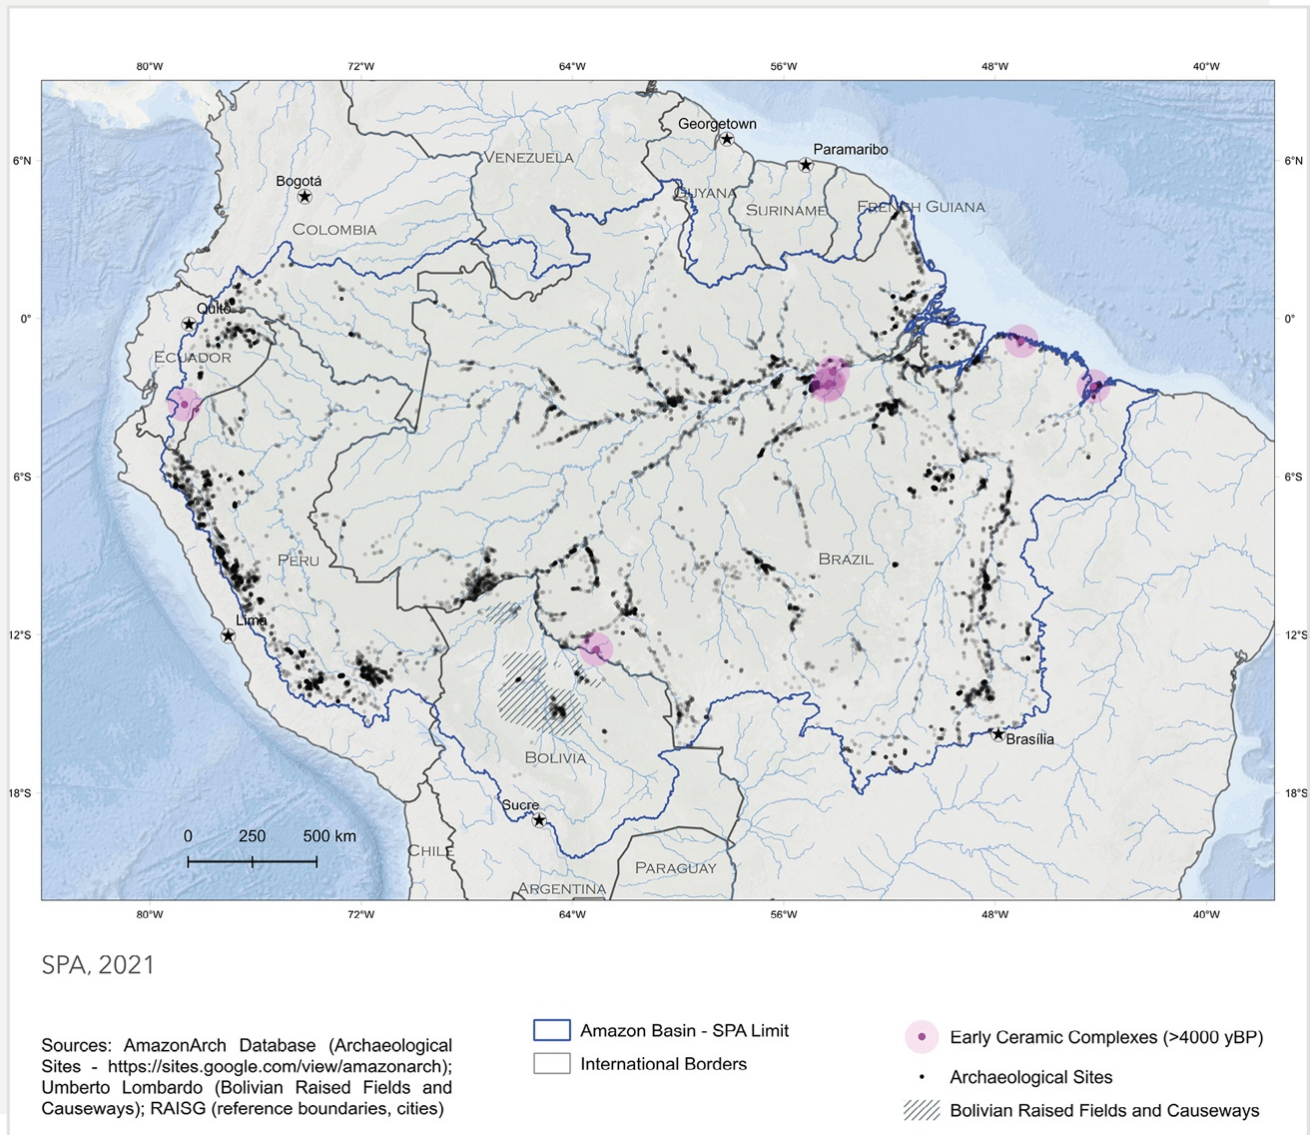 80°W 72°W 64°W 56°W 48°W 40°W
Georgetown
Paramaribo
6°N VENEZUELA 6°N
Bogotá
GUYANA
SURINAME FRENCH GUIANA
COLOMBIA
Quito
0° 0°
ECUADOR
6°S 6°S
PERU BRAZIL
Lima
12°S 12°S
Brasília
BOLIVIA
18°S 18°S
Sucre
0 250 500 km
CHILE
PARAGUAY
ARGENTINA
80°W 72°W 64°W 56°W 48°W 40°W
SPA, 2021
Sources: AmazonArch Database (Archaeological
Sites - https://sites.google.com/view/amazonarch);
Umberto Lombardo (Bolivian Raised Fields and
Causeways); RAISG (reference boundaries, cities)
Amazon Basin - SPA Limit
International Borders
Early Ceramic Complexes (>4000 yBP)
Archaeological Sites
Bolivian Raised Fields and Causeways